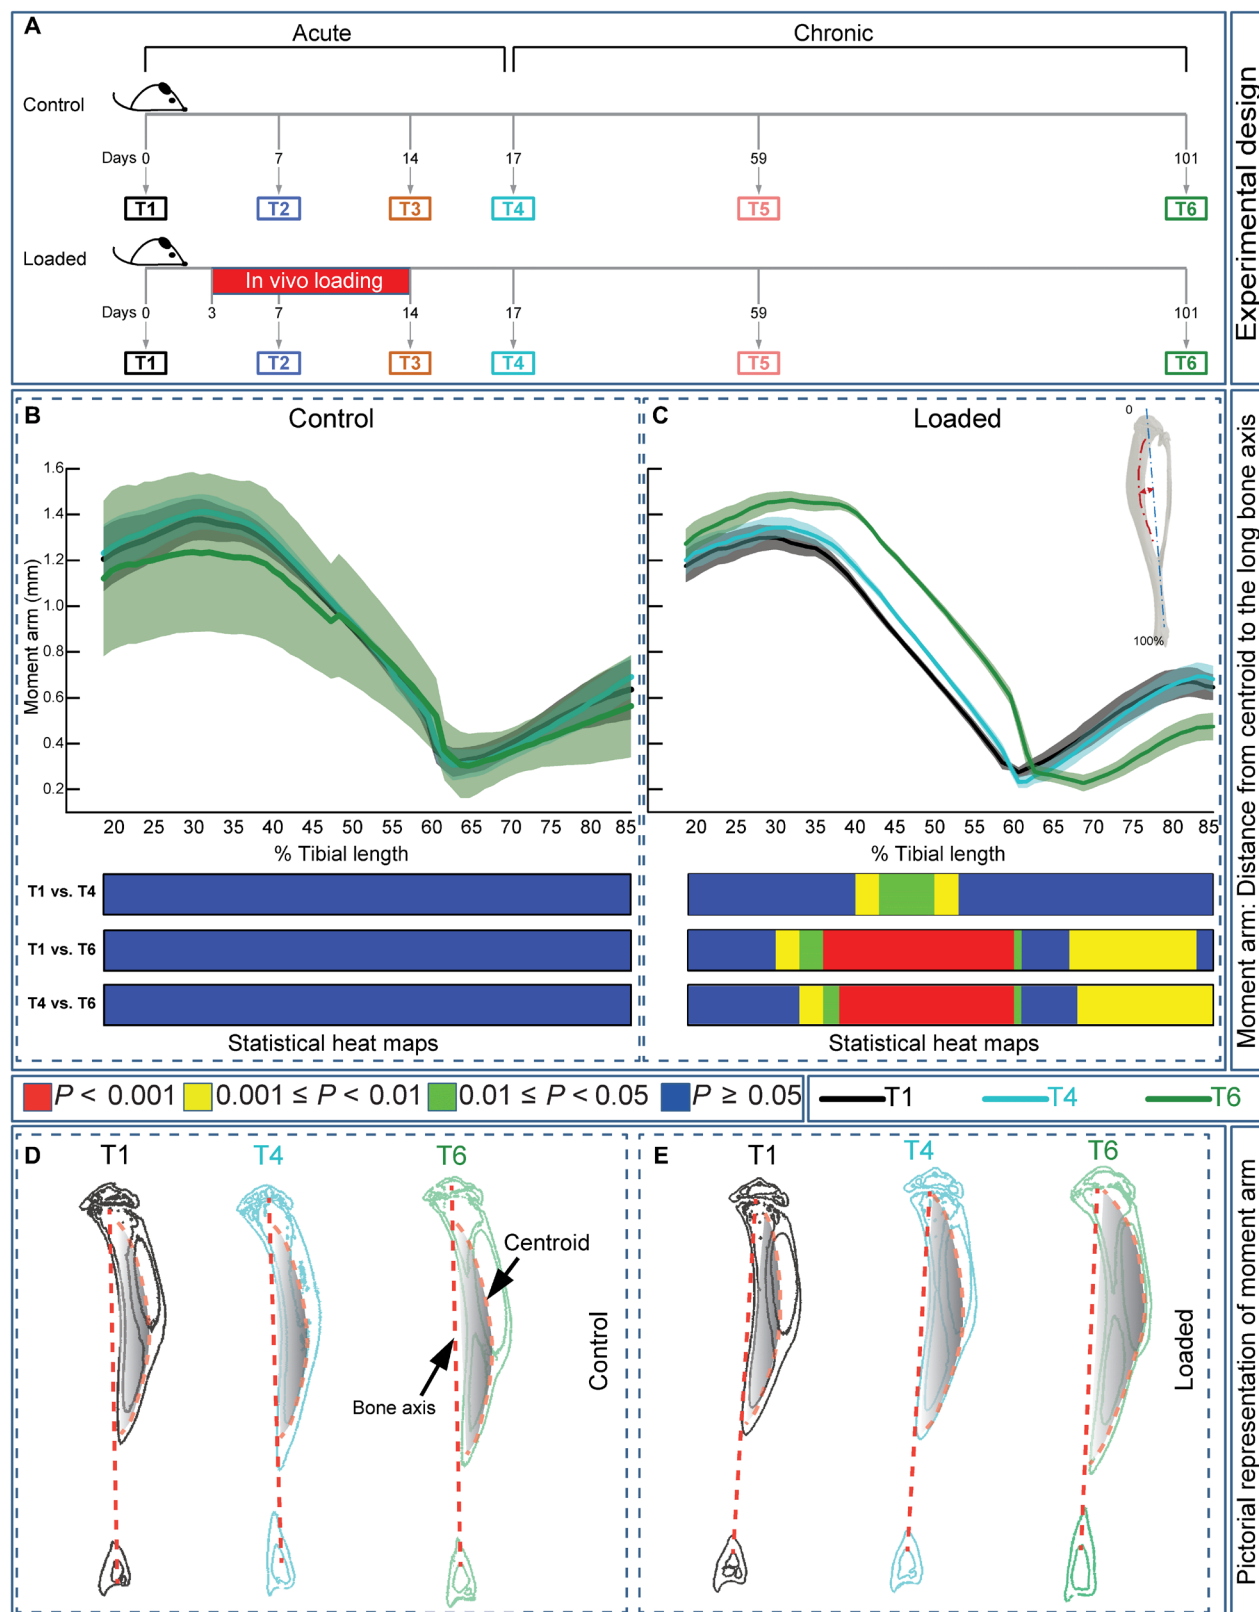 A
Acute
Chronic
Control
Days 0 7 14 17 59 101
T1 T2 T3 T4 T5 T6
Loaded
In vivo loading
Days 0 3 7 14 17 59 101
T1 T2 T3 T4 T5 T6
Experimental design
B
Control
Moment arm (mm)
1.6
1.4
1.2
1.0
0.8
0.6
0.4
0.2
20 25 30 35 40 45 50 55 60 65 70 75 80 85
% Tibial length
T1 vs. T4
T1 vs. T6
T4 vs. T6
Statistical heat maps
C
Loaded
0
100%
20 25 30 35 40 45 50 55 60 65 70 75 80 85
% Tibial length
Statistical heat maps
Moment arm: Distance from centroid to the long bone axis
P < 0.001 0.001 ≤ P < 0.01 0.01 ≤ P < 0.05 P ≥ 0.05
T1 T4 T6
D
T1 T4 T6
Centroid
Bone axis
Control
E
T1 T4 T6
Loaded
Pictorial representation of moment arm